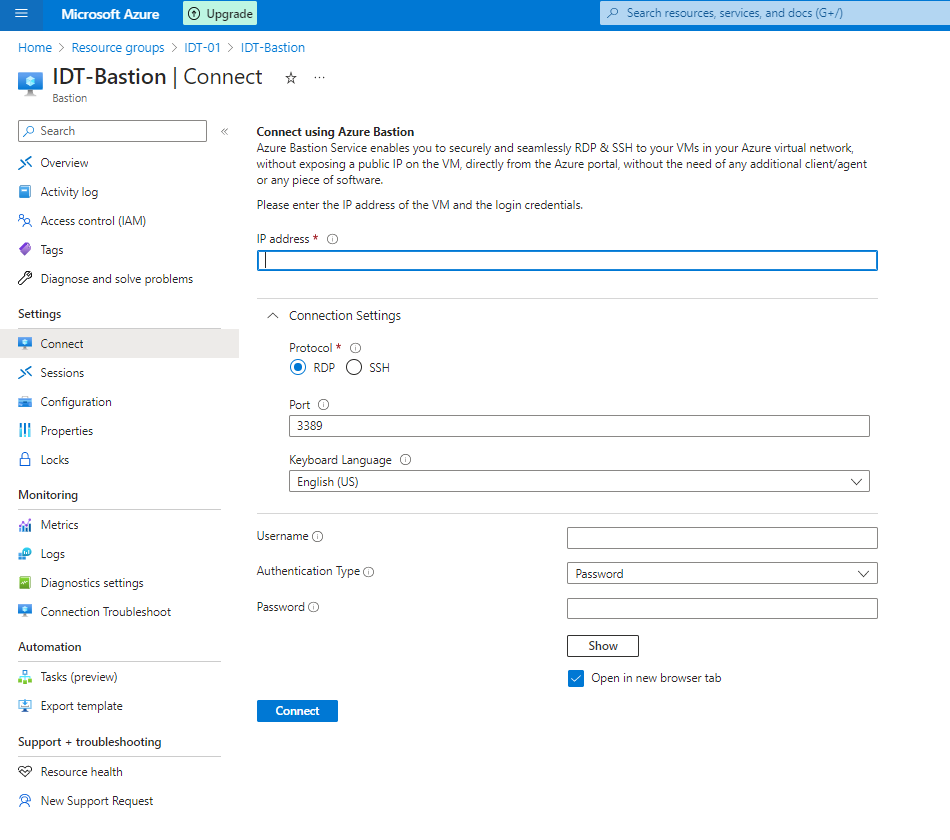 Microsoft Azure
Upgrade
Search resources, services, and docs (G+/)
Home > Resource groups > IDT-01 > IDT-Bastion
IDT-Bastion | Connect
Bastion
Search
Overview
Activity log
Access control (IAM)
Tags
Diagnose and solve problems
Settings
Connect
Sessions
Configuration
Properties
Locks
Monitoring
Metrics
Logs
Diagnostics settings
Connection Troubleshoot
Automation
Tasks (preview)
Export template
Support + troubleshooting
Resource health
New Support Request
Connect using Azure Bastion
Azure Bastion Service enables you to securely and seamlessly RDP & SSH to your VMs in your Azure virtual network,
without exposing a public IP on the VM, directly from the Azure portal, without the need of any additional client/agent
or any piece of software.
Please enter the IP address of the VM and the login credentials.
IP address *
Connection Settings
Protocol *
RDP SSH
Port
3389
Keyboard Language
English (US)
Username
Authentication Type
Password
Password
Show
Open in new browser tab
Connect